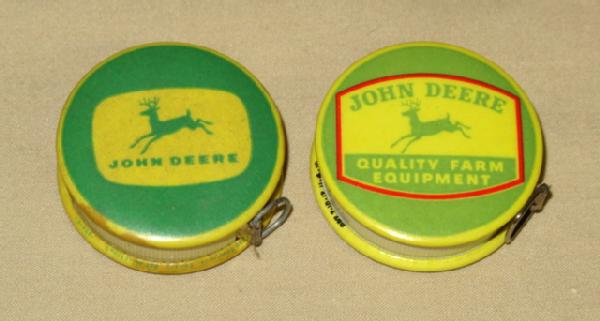 JOHN DEERE
JOHN DEERE
QUALITY FARM
EQUIPMENT